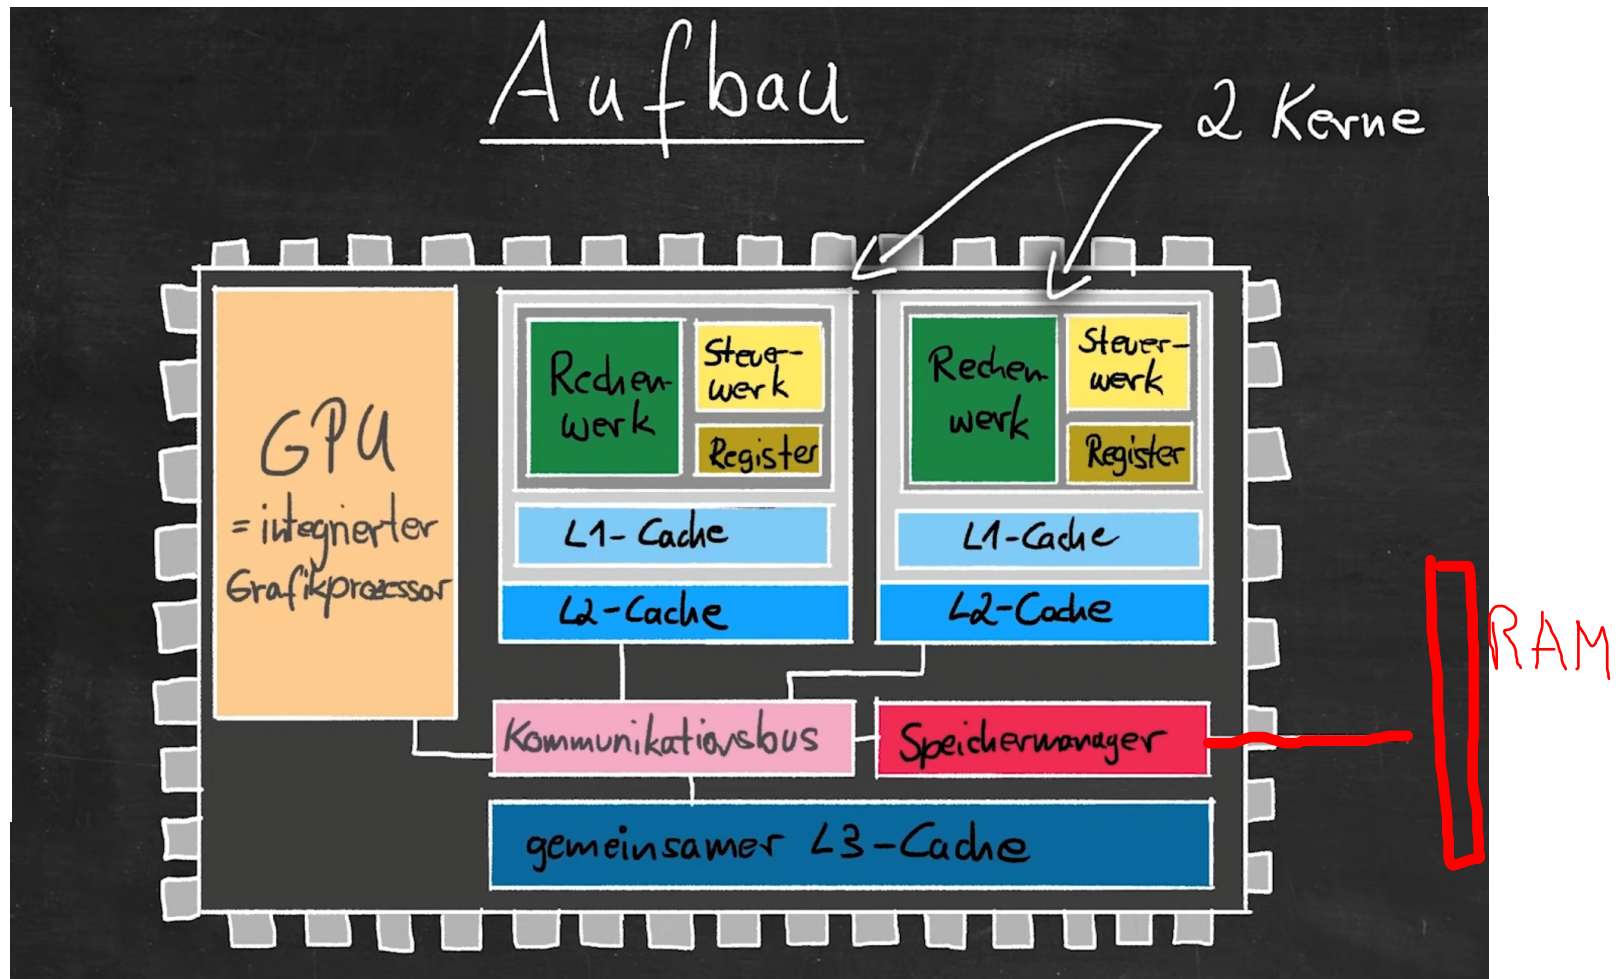 Aufbau
2 Kerne
GPU
= integrierter
Grafikprozessor
Rechen-
werk
Steuer-
werk
Register
L1-Cache
L2-Cache
Rechen-
werk
Steuer-
werk
Register
L1-Cache
L2-Cache
Kommunikationsbus
Speichermanager
gemeinsamer L3-Cache
RAM